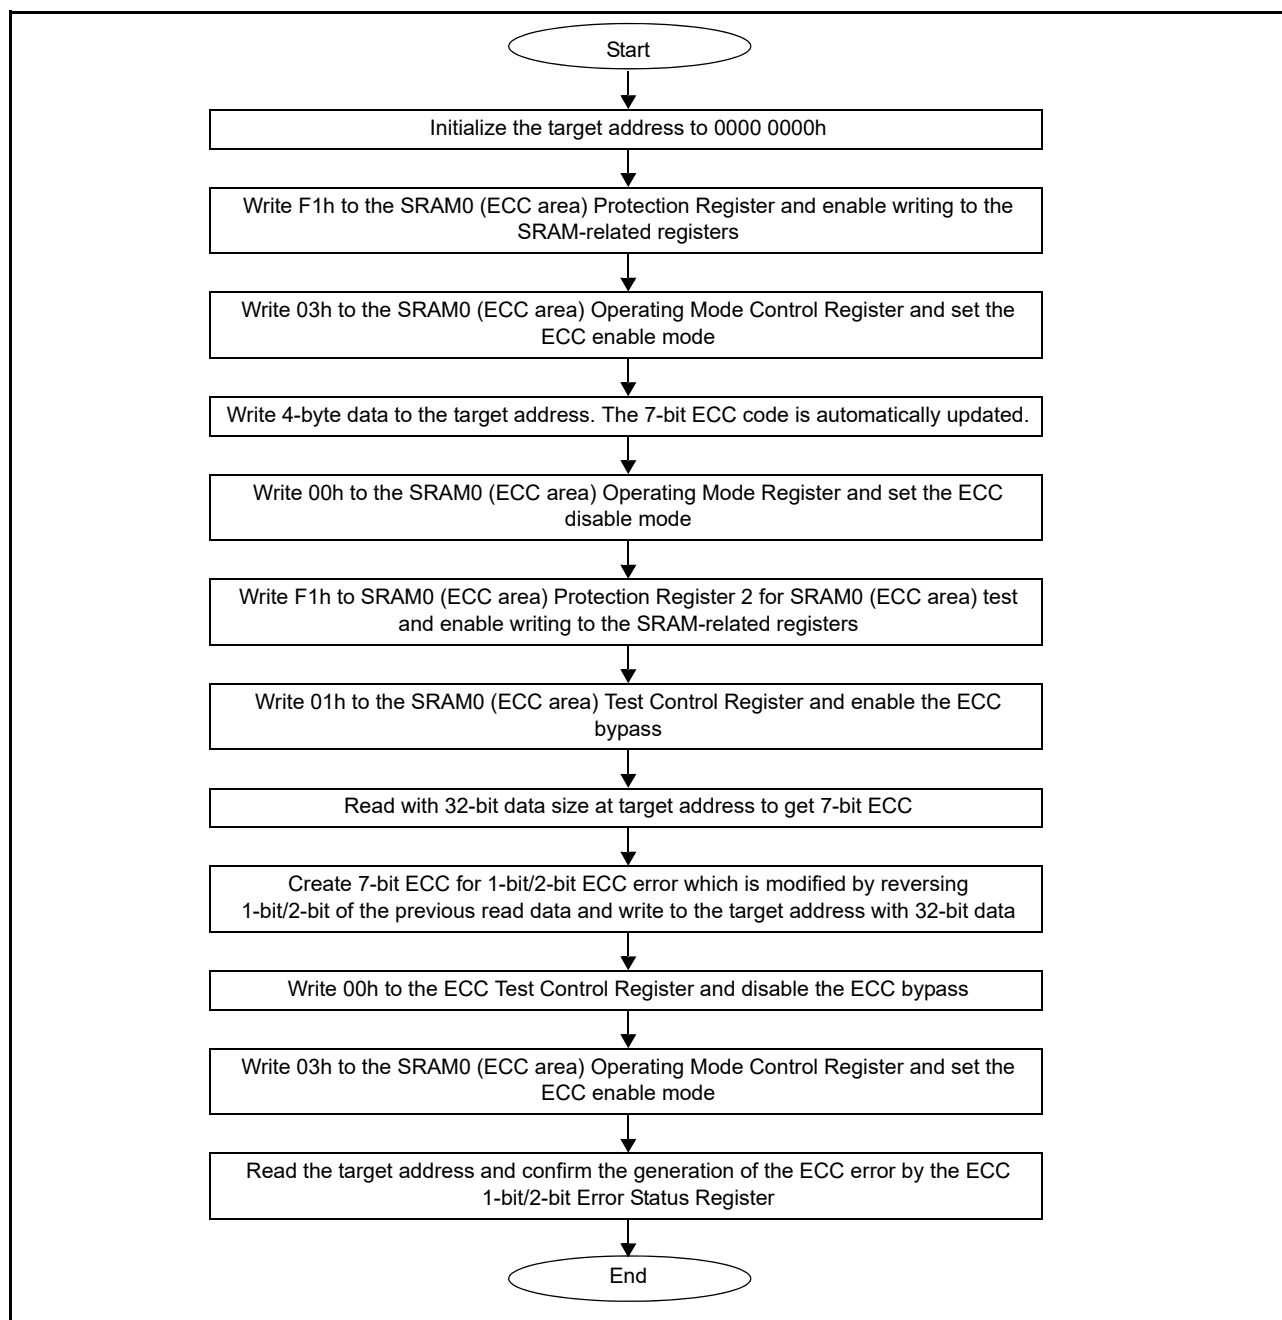 Start
Initialize the target address to 0000 0000h
Write F1h to the SRAM0 (ECC area) Protection Register and enable writing to the
SRAM-related registers
Write 03h to the SRAM0 (ECC area) Operating Mode Control Register and set the
ECC enable mode
Write 4-byte data to the target address. The 7-bit ECC code is automatically updated.
Write 00h to the SRAM0 (ECC area) Operating Mode Register and set the ECC
disable mode
Write F1h to SRAM0 (ECC area) Protection Register 2 for SRAM0 (ECC area) test
and enable writing to the SRAM-related registers
Write 01h to the SRAM0 (ECC area) Test Control Register and enable the ECC
bypass
Read with 32-bit data size at target address to get 7-bit ECC
Create 7-bit ECC for 1-bit/2-bit ECC error which is modified by reversing
1-bit/2-bit of the previous read data and write to the target address with 32-bit data
Write 00h to the ECC Test Control Register and disable the ECC bypass
Write 03h to the SRAM0 (ECC area) Operating Mode Control Register and set the
ECC enable mode
Read the target address and confirm the generation of the ECC error by the ECC
1-bit/2-bit Error Status Register
End